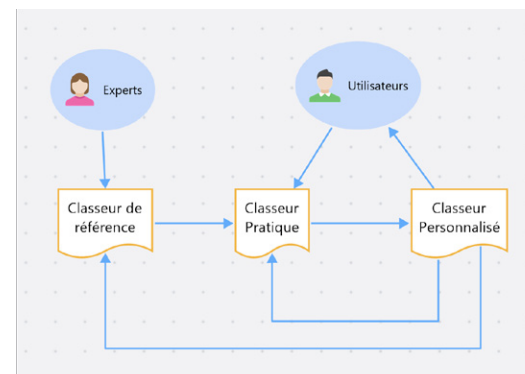 Experts
Utilisateurs
Classeur de
référence
Classeur
Pratique
Classeur
Personnalisé